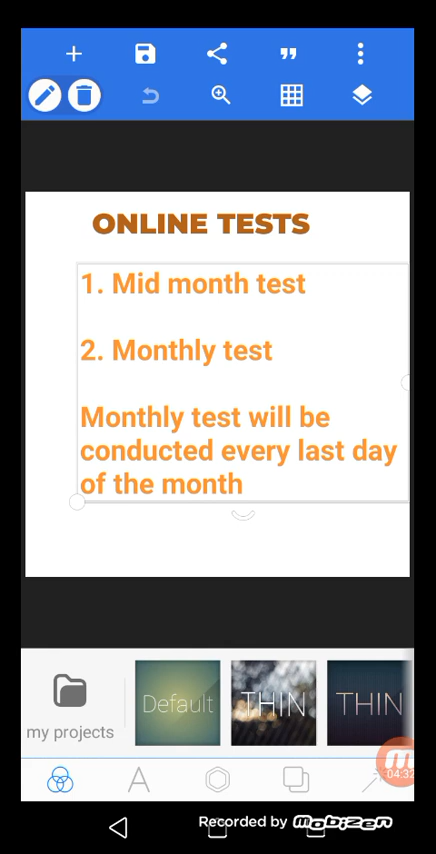 ONLINE TESTS
1. Mid month test
2. Monthly test
Monthly test will be
conducted every last day
of the month
my projects
Default
THIN
THIN
04:32
Recorded by Mobizen